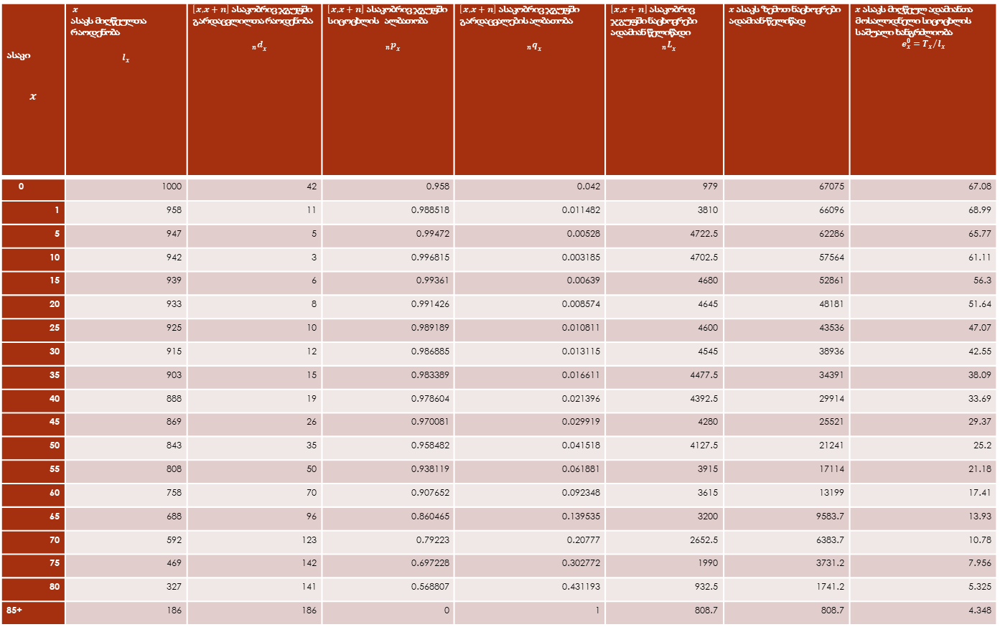 ასაკი
x
x
ასაკს მიღწეულთა
რაოდენობა
l_x
[x,x + n] ასაკობრივ ჯგუფში
გარდაცვლილთა რაოდენობა
_n d_x
[x,x + n] ასაკობრივ ჯგუფში
სიცოცხლის ალბათობა
_n p_x
[x,x + n] ასაკობრივ ჯგუფში
გარდაცვალების ალბათობა
_n q_x
[x,x + n] ასაკობრივ
ჯგუფში ნაცხოვრები
ადამიან წელიწადი
_n L_x
x ასაკს ზემოთ ნაცხოვრები
ადამიან-წელიწად
x ასაკს მიღწეულ ადამიანთა
მოსალოდნელი სიცოცხლის
საშუალი ხანგრძლიობა
e_x^0 = T_x/l_x
0 1000 42 0.958 0.042 979 67075 67.08
1 958 11 0.988518 0.011482 3810 66096 68.99
5 947 5 0.99472 0.00528 4722.5 62286 65.77
10 942 3 0.996815 0.003185 4702.5 57564 61.11
15 939 6 0.99361 0.00639 4680 52861 56.3
20 933 8 0.991426 0.008574 4645 48181 51.64
25 925 10 0.989189 0.010811 4600 43536 47.07
30 915 12 0.986885 0.013115 4545 38936 42.55
35 903 15 0.983389 0.016611 4477.5 34391 38.09
40 888 19 0.978604 0.021396 4392.5 29914 33.69
45 869 26 0.970081 0.029919 4280 25521 29.37
50 843 35 0.958482 0.041518 4127.5 21241 25.2
55 808 50 0.938119 0.061881 3915 17114 21.18
60 758 70 0.907652 0.092348 3615 13199 17.41
65 688 96 0.860465 0.139535 3200 9583.7 13.93
70 592 123 0.79223 0.20777 2652.5 6383.7 10.78
75 469 142 0.697228 0.302772 1990 3731.2 7.956
80 327 141 0.568807 0.431193 932.5 1741.2 5.325
85+ 186 186 0 1 808.7 808.7 4.348